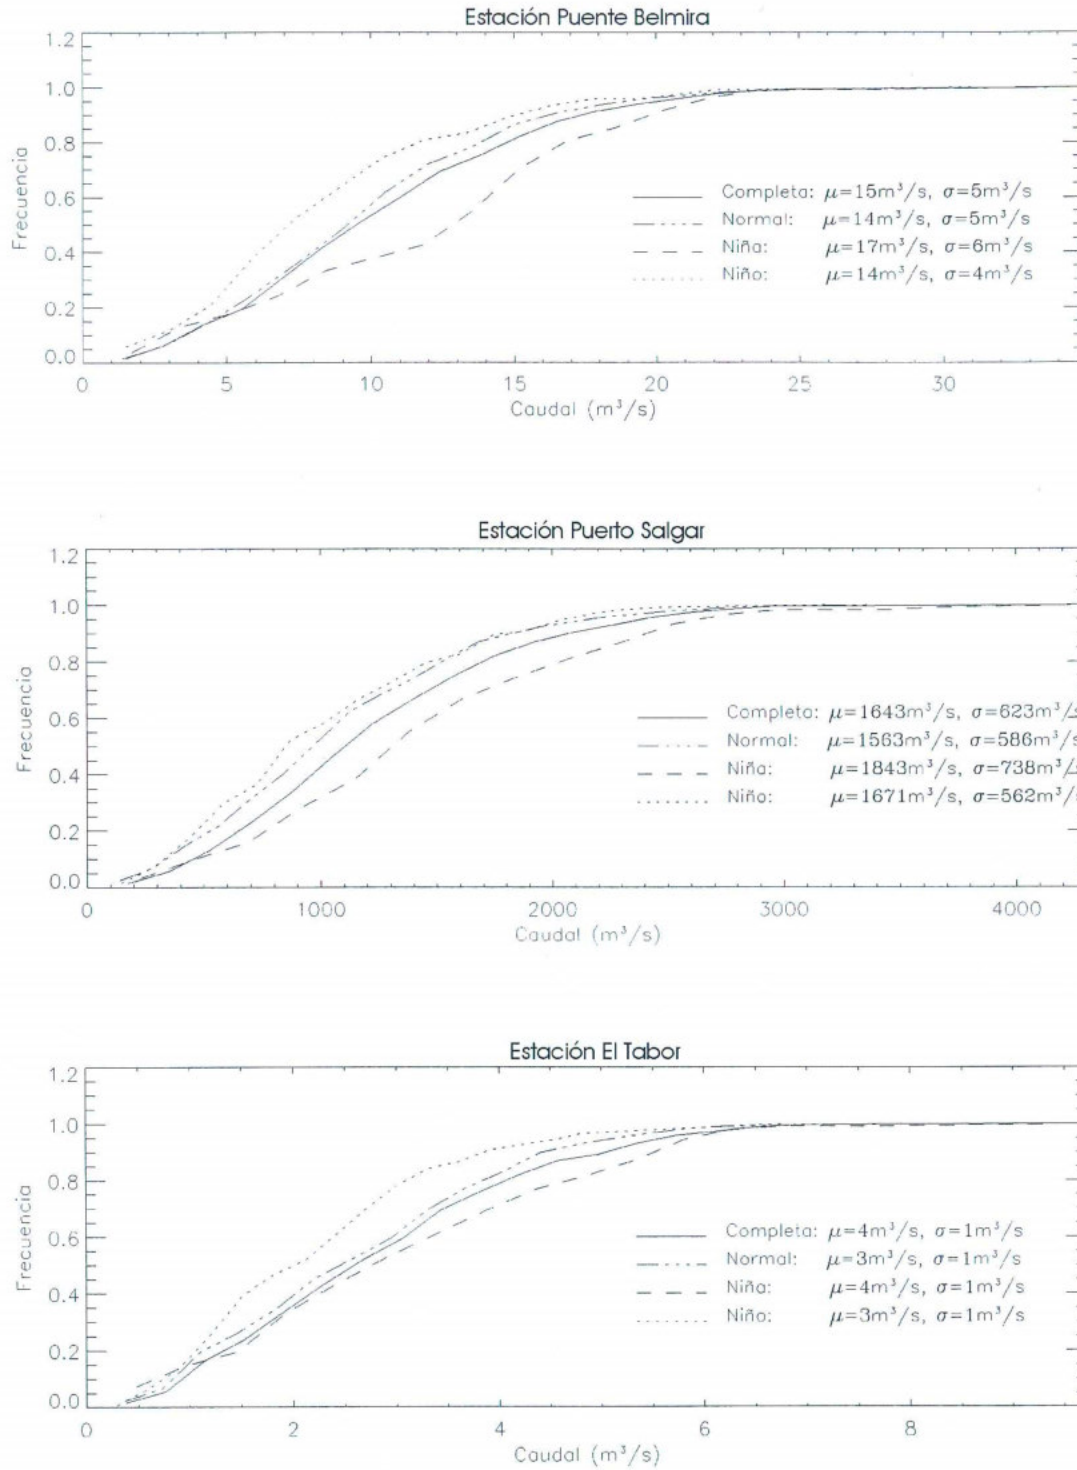 Estación Puente Belmira
1.2
1.0
0.8
0.6
0.4
0.2
0.0
Frecuencia
Completa: μ=15m³/s, σ=5m³/s
Normal: μ=14m³/s, σ=5m³/s
Niña: μ=17m³/s, σ=6m³/s
Niño: μ=14m³/s, σ=4m³/s
0 5 10 15 20 25 30
Caudal (m³/s)
Estación Puerto Salgar
1.2
1.0
0.8
0.6
0.4
0.2
0.0
Frecuencia
Completa: μ=1643m³/s, σ=623m³/s
Normal: μ=1563m³/s, σ=586m³/s
Niña: μ=1843m³/s, σ=738m³/s
Niño: μ=1671m³/s, σ=562m³/s
0 1000 2000 3000 4000
Caudal (m³/s)
Estación El Tabor
1.2
1.0
0.8
0.6
0.4
0.2
0.0
Frecuencia
Completa: μ=4m³/s, σ=1m³/s
Normal: μ=3m³/s, σ=1m³/s
Niña: μ=4m³/s, σ=1m³/s
Niño: μ=3m³/s, σ=1m³/s
0 2 4 6 8
Caudal (m³/s)